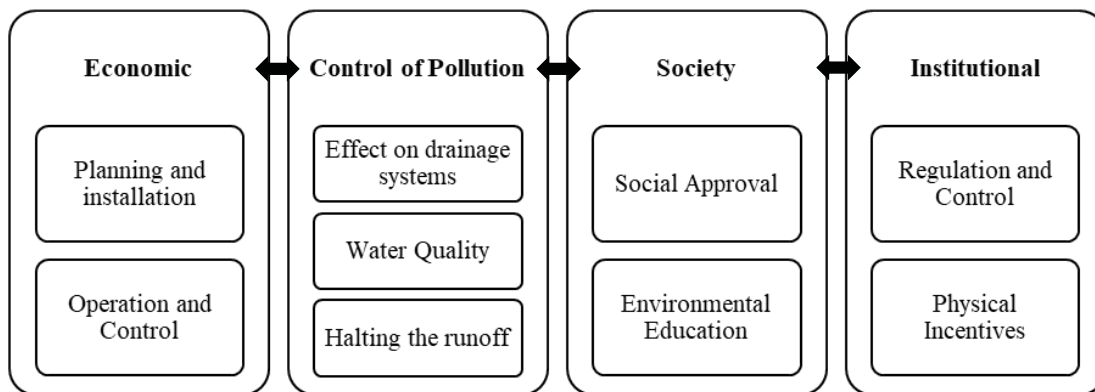 Economic
Control of Pollution
Society
Institutional
Planning and
installation
Operation and
Control
Effect on drainage
systems
Water Quality
Halting the runoff
Social Approval
Environmental
Education
Regulation and
Control
Physical
Incentives